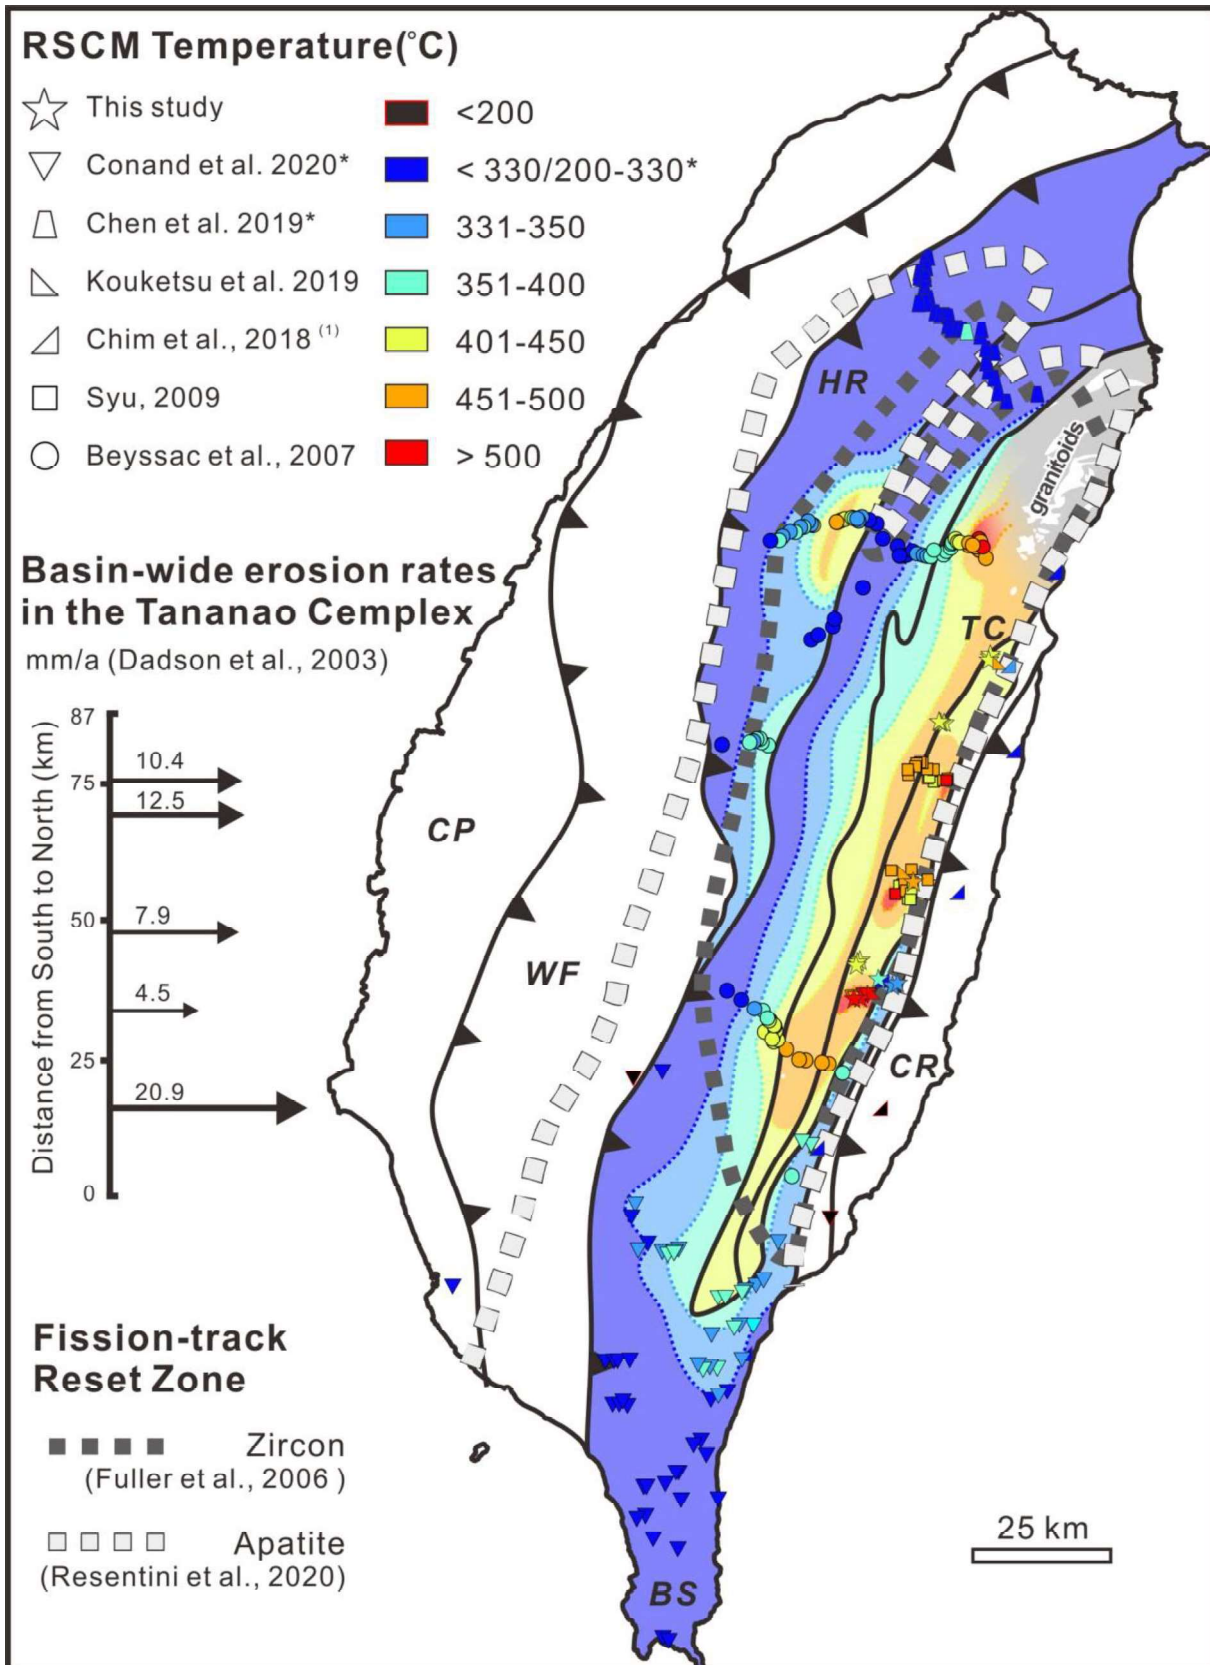 RSCM Temperature(°C)
This study
Conand et al. 2020*
Chen et al. 2019*
Kouketsu et al. 2019
Chim et al., 2018 (1)
Syu, 2009
Beyssac et al., 2007
<200
< 330/200-330*
331-350
351-400
401-450
451-500
> 500
Basin-wide erosion rates
in the Tananao Cemplex
mm/a (Dadson et al., 2003)
Distance from South to North (km)
87
75
50
25
0
10.4
12.5
7.9
4.5
20.9
Fission-track
Reset Zone
Zircon
(Fuller et al., 2006 )
Apatite
(Resentini et al., 2020)
HR
granitoids
TC
CP
WF
CR
BS
25 km